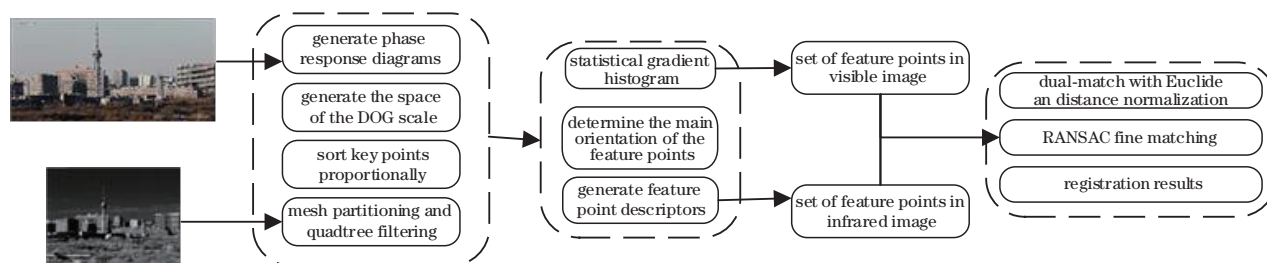 generate phase
response diagrams
generate the space
of the DOG scale
sort key points
proportionally
mesh partitioning and
quadtree filtering
statistical gradient
histogram
determine the main
orientation of the
feature points
generate feature
point descriptors
set of feature points in
visible image
set of feature points in
infrared image
dual-match with Euclide
an distance normalization
RANSAC fine matching
registration results